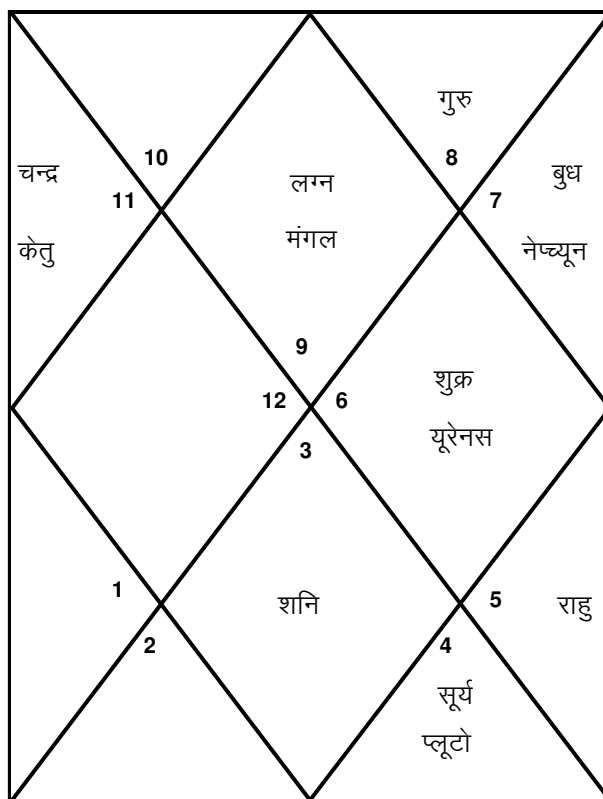 गुरु
10
8
चन्द्र
लग्न
बुध
11
7
केतु
मंगल
नेप्च्यून
9
शुक्र
12
6
यूरेनस
3
1
शनि
5
राहु
2
4
सूर्य
प्लूटो